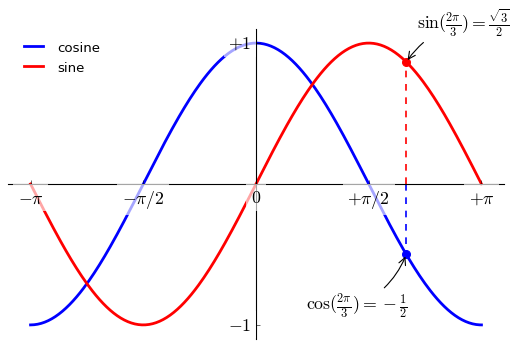 sin(2π/3) = √3/2
cosine
+1
sine
−π −π/2 0 +π/2 +π
cos(2π/3) = −1/2
−1